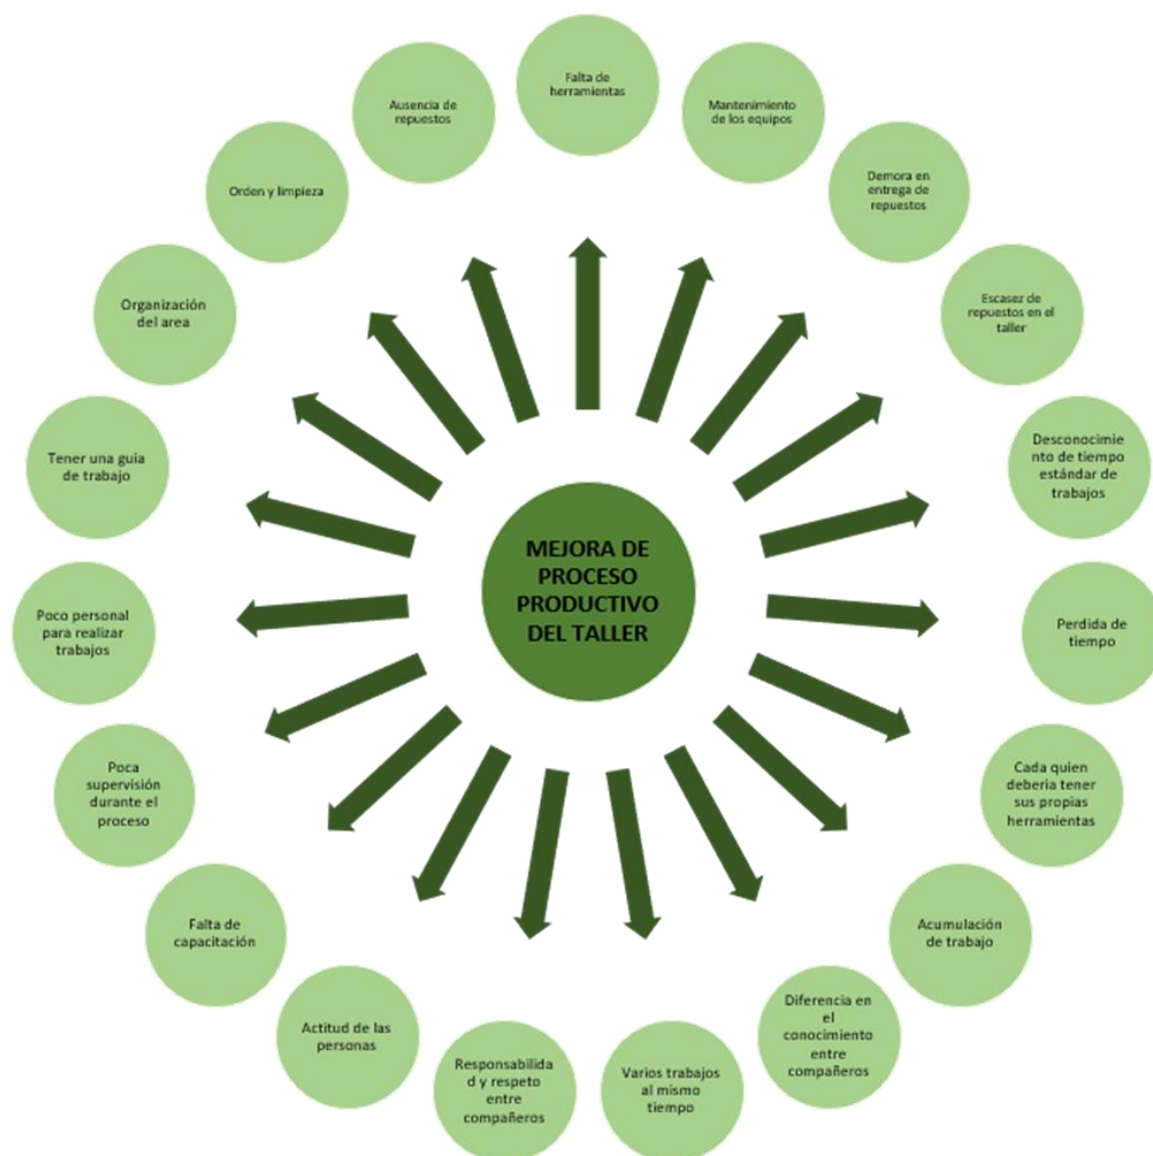 Falta de
herramientas
Mantenimiento
de los equipos
Demora en
entrega de
repuestos
Escasez de
repuestos en el
taller
Desconocimie
nto de tiempo
estándar de
trabajos
Perdida de
tiempo
Cada quien
debería tener
sus propias
herramientas
Acumulación
de trabajo
Diferencia en
el
conocimiento
entre
compañeros
Varios trabajos
al mismo
tiempo
Responsabilida
d y respeto
entre
compañeros
Actitud de las
personas
Falta de
capacitación
Poca
supervisión
durante el
proceso
Poco personal
para realizar
trabajos
Tener una guia
de trabajo
Organización
del area
Orden y limpieza
Ausencia de
repuestos
MEJORA DE
PROCESO
PRODUCTIVO
DEL TALLER